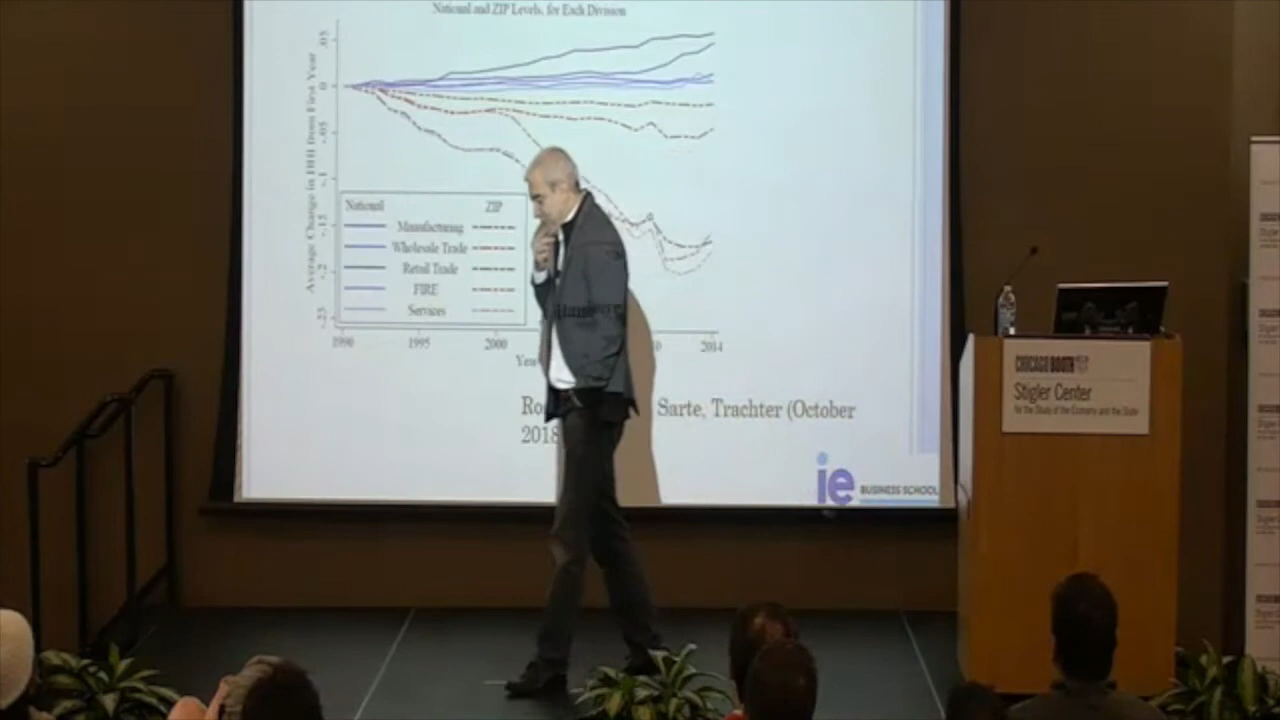 National and ZIP Levels, for Each Division
Average Change in HHI from First Year
.05
0
-.05
-.1
-.15
-.2
-.25
National
ZIP
Manufacturing
Wholesale Trade
Retail Trade
FIRE
Services
1990
1995
2000
2014
Sarte, Trachter (October
2018
ie
BUSINESS SCHOOL
CHICAGO BOOTH
Stigler Center
for the Study of the Economy and the State